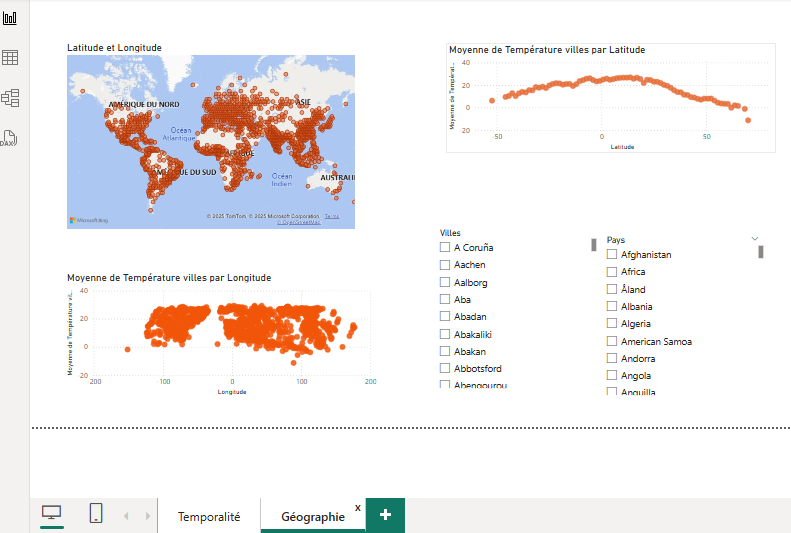 Latitude et Longitude
AMÉRIQUE DU NORD
ASIE
Océan
Atlantique
AFRIQUE
AMÉRIQUE DU SUD
Océan
Indien
AUSTRALI
Microsoft Bing
© 2025 TomTom, © 2025 Microsoft Corporation Terms
© OpenStreetMap
Moyenne de Température villes par Latitude
Moyenne de Températ...
40
20
0
-20
-50
0
50
Latitude
Moyenne de Température villes par Longitude
Moyenne de Température vil...
40
20
0
-20
-200
-100
0
100
200
Longitude
Villes
A Coruña
Aachen
Aalborg
Aba
Abadan
Abakaliki
Abakan
Abbotsford
Abengourou
Pays
Afghanistan
Africa
Åland
Albania
Algeria
American Samoa
Andorra
Angola
Anguilla
DAX
Temporalité
Géographie x
+